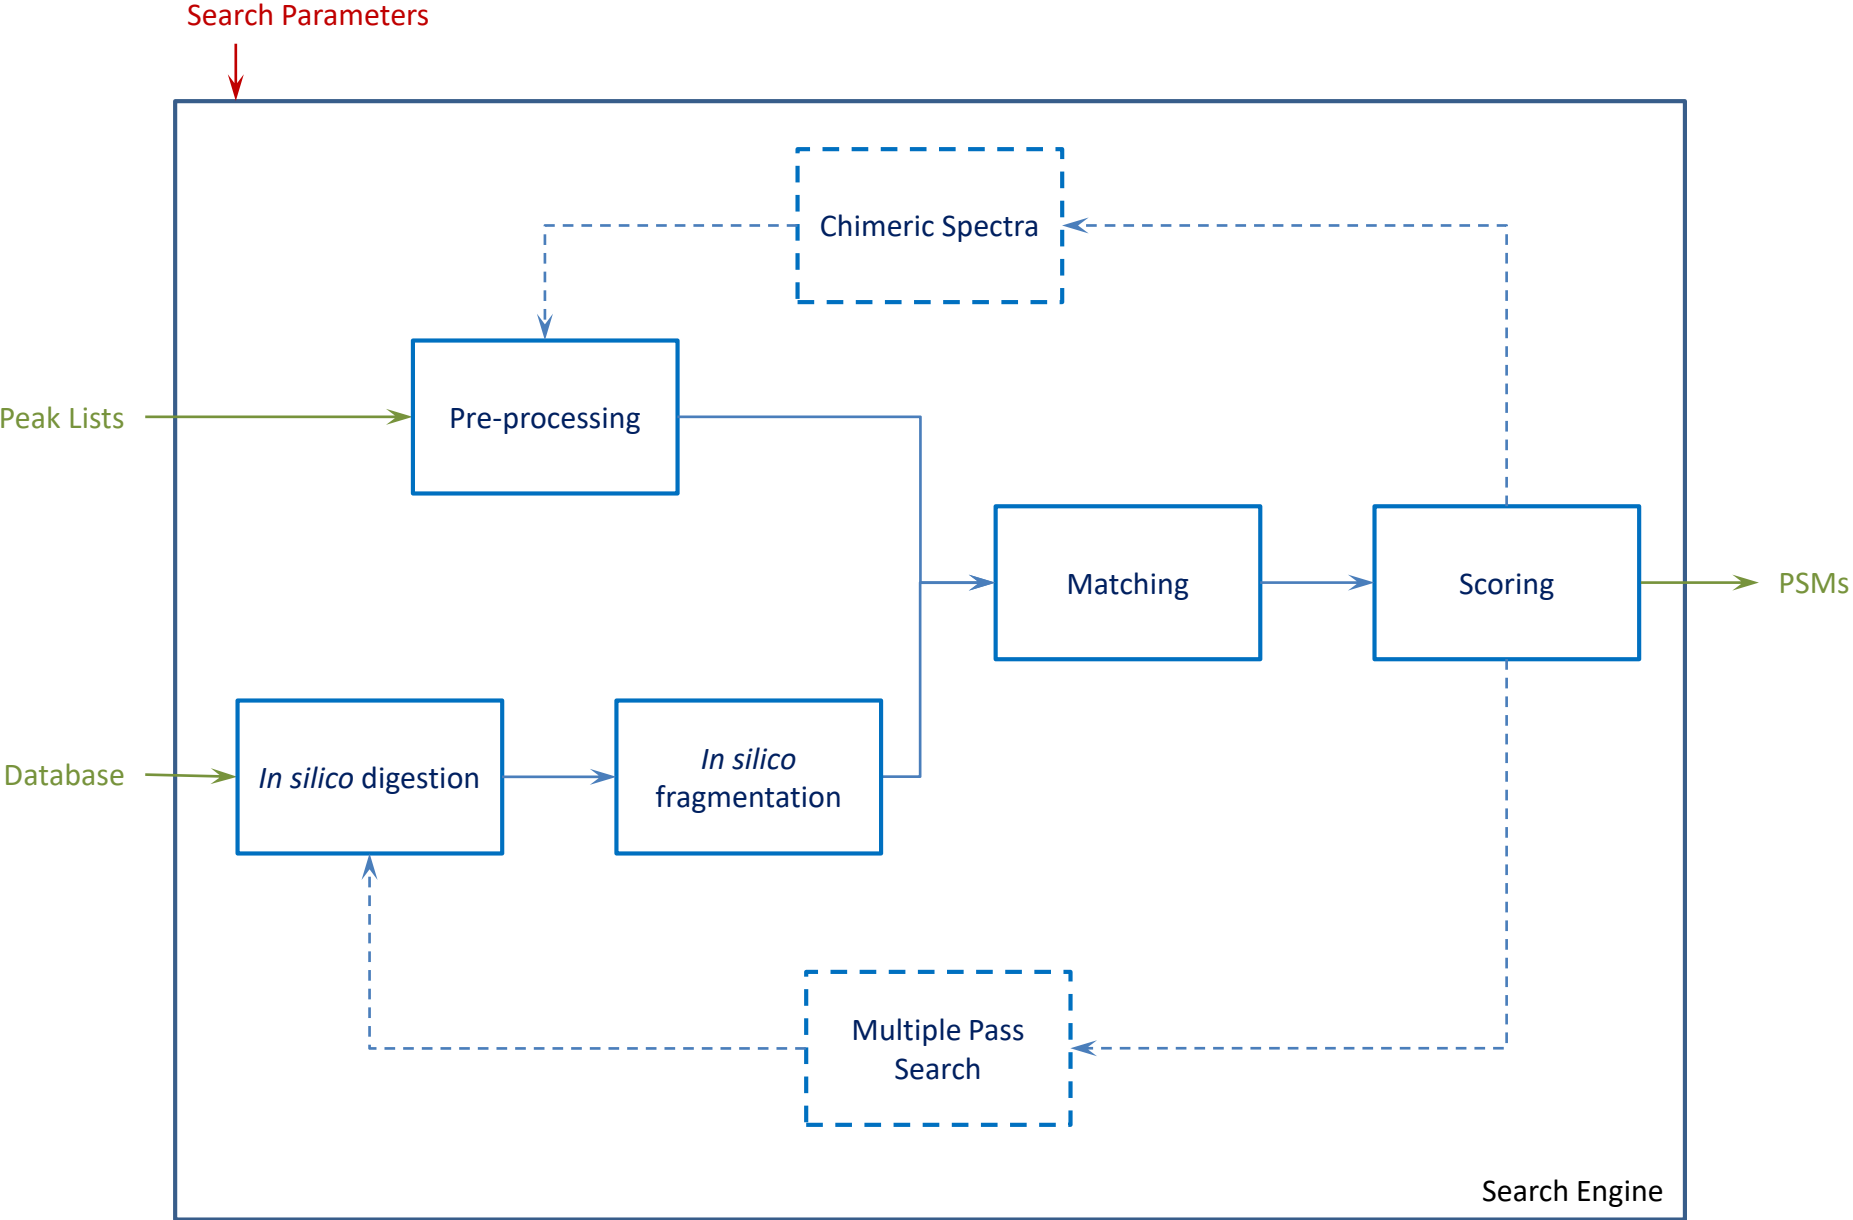 Search Parameters
Chimeric Spectra
Peak Lists
Pre-processing
Matching
Scoring
PSMs
Database
In silico digestion
In silico
fragmentation
Multiple Pass
Search
Search Engine